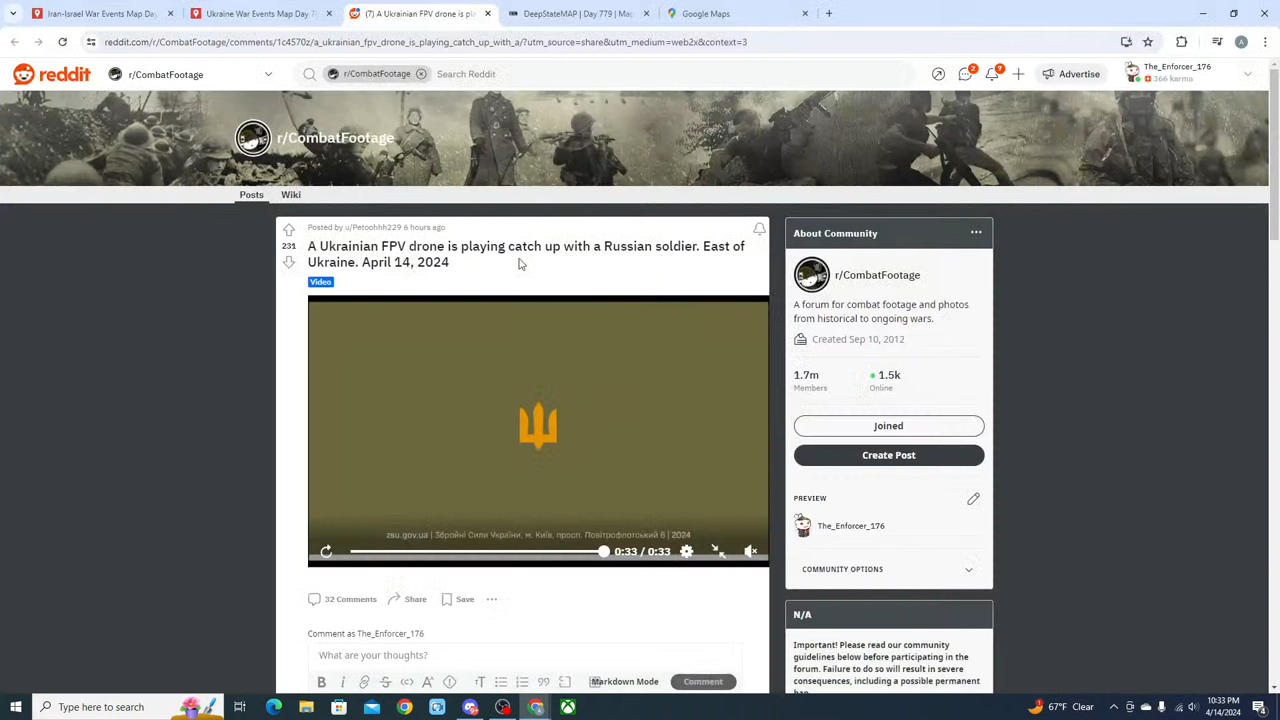 Iran-Israel War Events Map Day
Ukraine War Events Map Day 7
(7) A Ukrainian FPV drone is pl
DeepStateMAP | Day 779 | Map
Google Maps
reddit.com/r/CombatFootage/comments/1c4570z/a_ukrainian_fpv_drone_is_playing_catch_up_with_a/?utm_source=share&utm_medium=web2x&context=3
A
reddit
r/CombatFootage
r/CombatFootage
Search Reddit
2
7
Advertise
The_Enforcer_176
366 karma
r/CombatFootage
Posts
Wiki
Posted by u/Petoohhh229 6 hours ago
231
A Ukrainian FPV drone is playing catch up with a Russian soldier. East of
Ukraine. April 14, 2024
Video
zsu.gov.ua | Збройні Сили України, м. Київ, просп. Повітрофлотський 6 | 2024
0:33 / 0:33
32 Comments
Share
Save
Comment as The_Enforcer_176
What are your thoughts?
Markdown Mode
Comment
About Community
r/CombatFootage
A forum for combat footage and photos
from historical to ongoing wars.
Created Sep 10, 2012
1.7m
1.5k
Members
Online
Joined
Create Post
PREVIEW
The_Enforcer_176
COMMUNITY OPTIONS
N/A
Important! Please read our community
guidelines below before participating in the
forum. Failure to do so will result in severe
consequences, including a possible permanent
ban.
Type here to search
67°F Clear
10:33 PM
4/14/2024
4